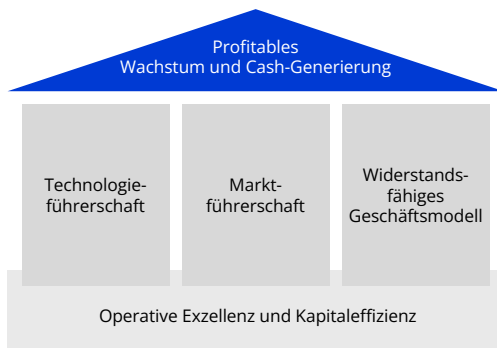 Profitables
Wachstum und Cash-Generierung
Technologie-
führerschaft
Markt-
führerschaft
Widerstands-
fähiges
Geschäftsmodell
Operative Exzellenz und Kapitaleffizienz